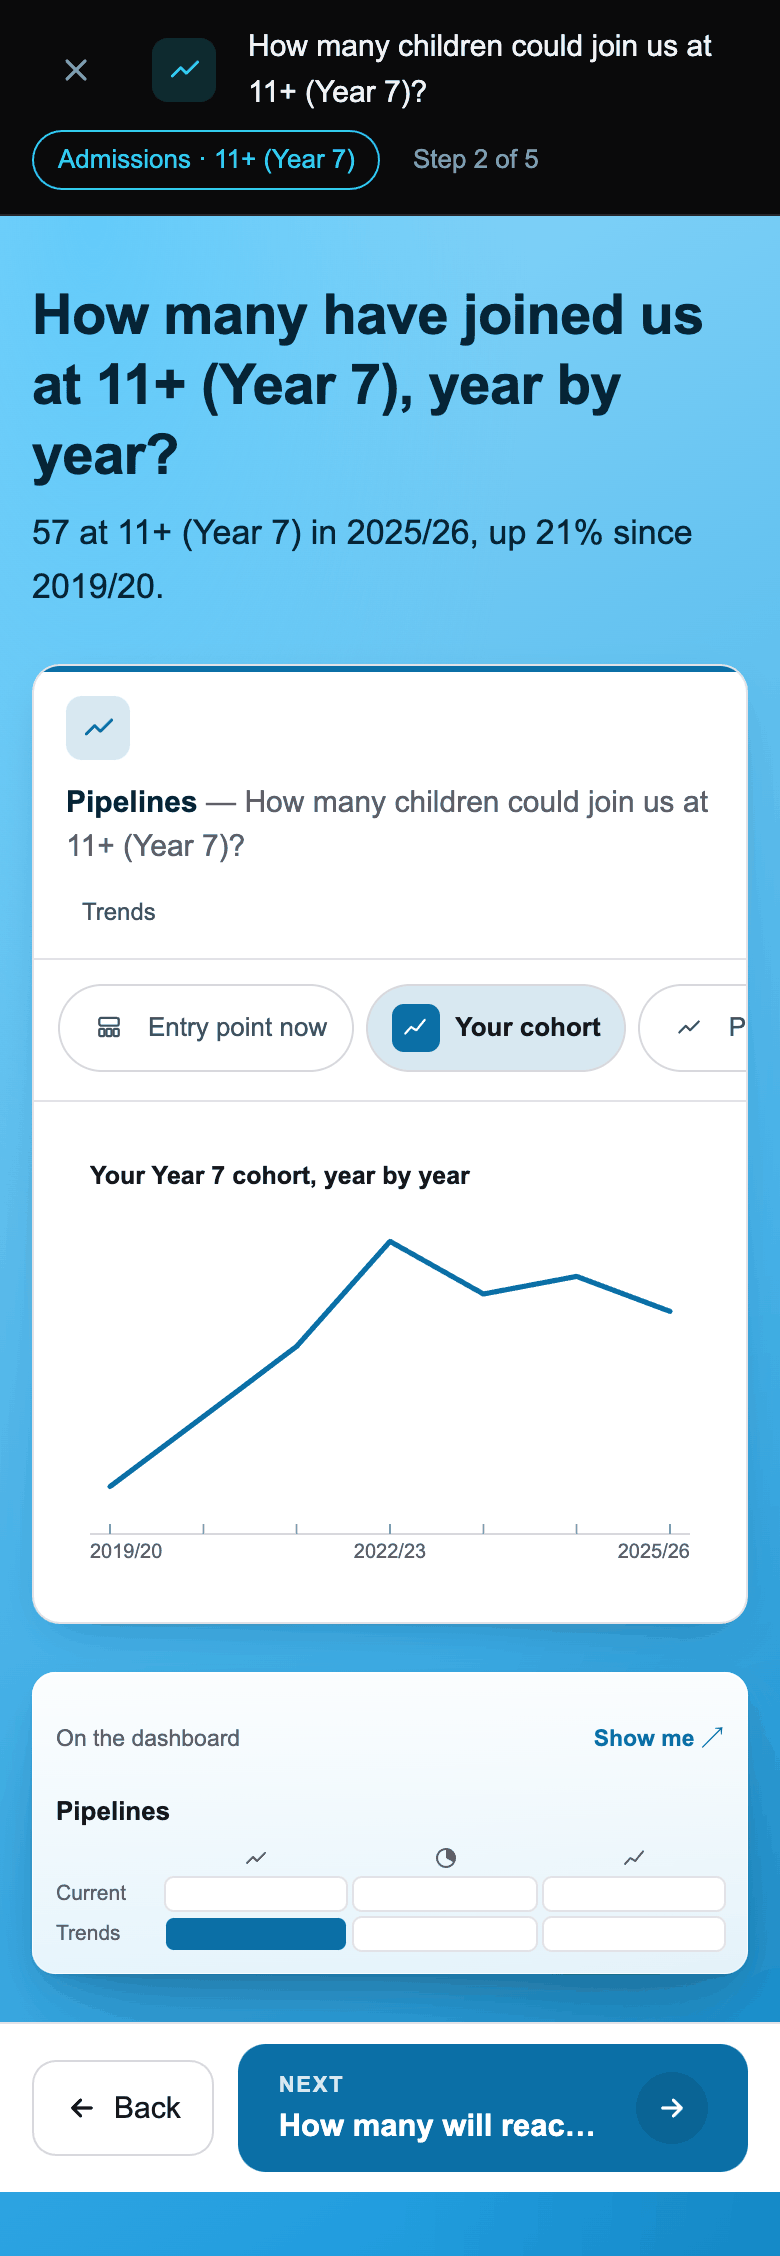 How many children could join us at
11+ (Year 7)?
Admissions · 11+ (Year 7)
Step 2 of 5
How many have joined us
at 11+ (Year 7), year by
year?
57 at 11+ (Year 7) in 2025/26, up 21% since
2019/20.
Pipelines — How many children could join us at
11+ (Year 7)?
Trends
Entry point now
Your cohort
P
Your Year 7 cohort, year by year
2019/20
2022/23
2025/26
On the dashboard
Show me ↗
Pipelines
Current
Trends
Back
NEXT
How many will reac...